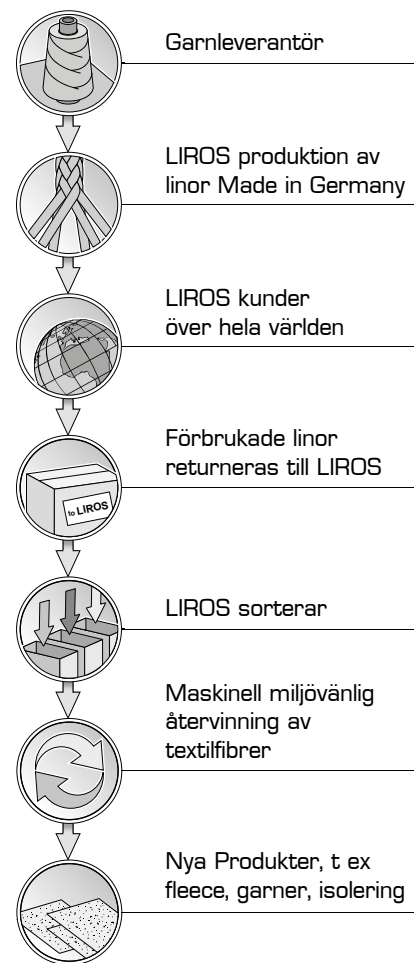 Garnleverantör
LIROS produktion av
linor Made in Germany
LIROS kunder
över hela världen
Förbrukade linor
returneras till LIROS
to LIROS
LIROS sorterar
Maskinell miljövänlig
återvinning av
textilfibrer
Nya Produkter, t ex
fleece, garner, isolering